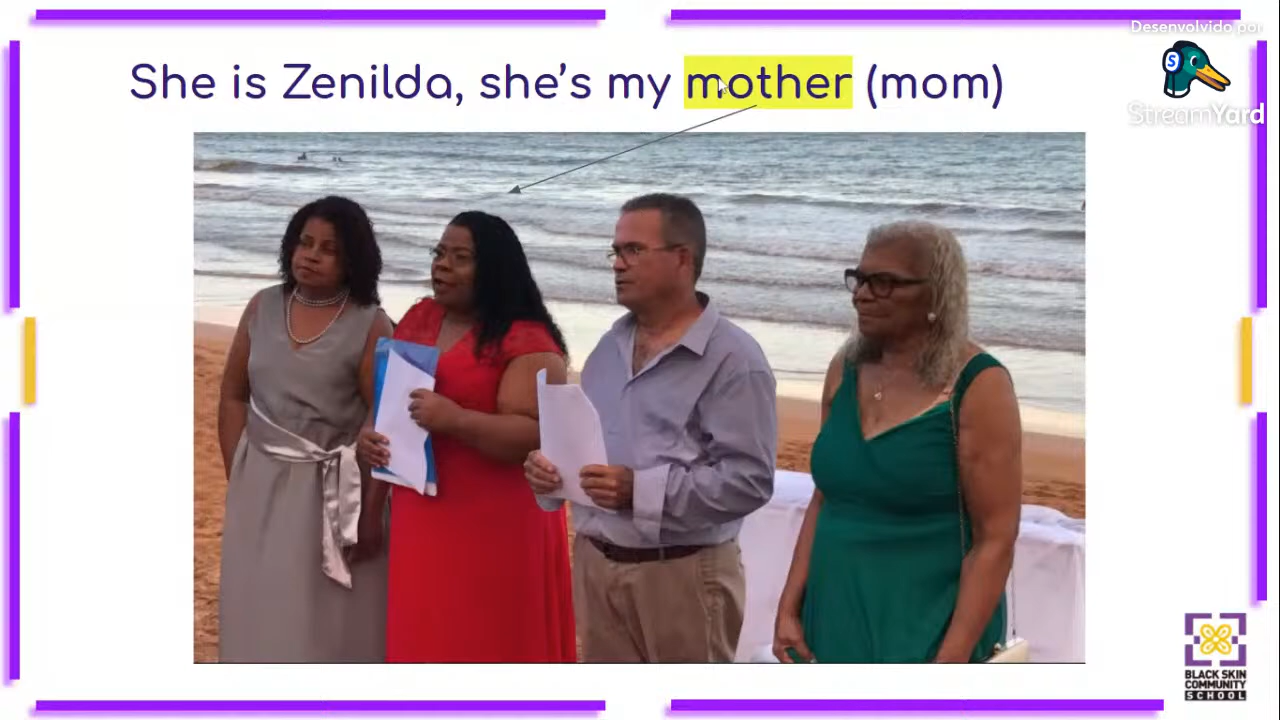 Desenvolvido por
She is Zenilda, she's my mother (mom)
S
StreamYard
BLACK SKIN
COMMUNITY
SCHOOL